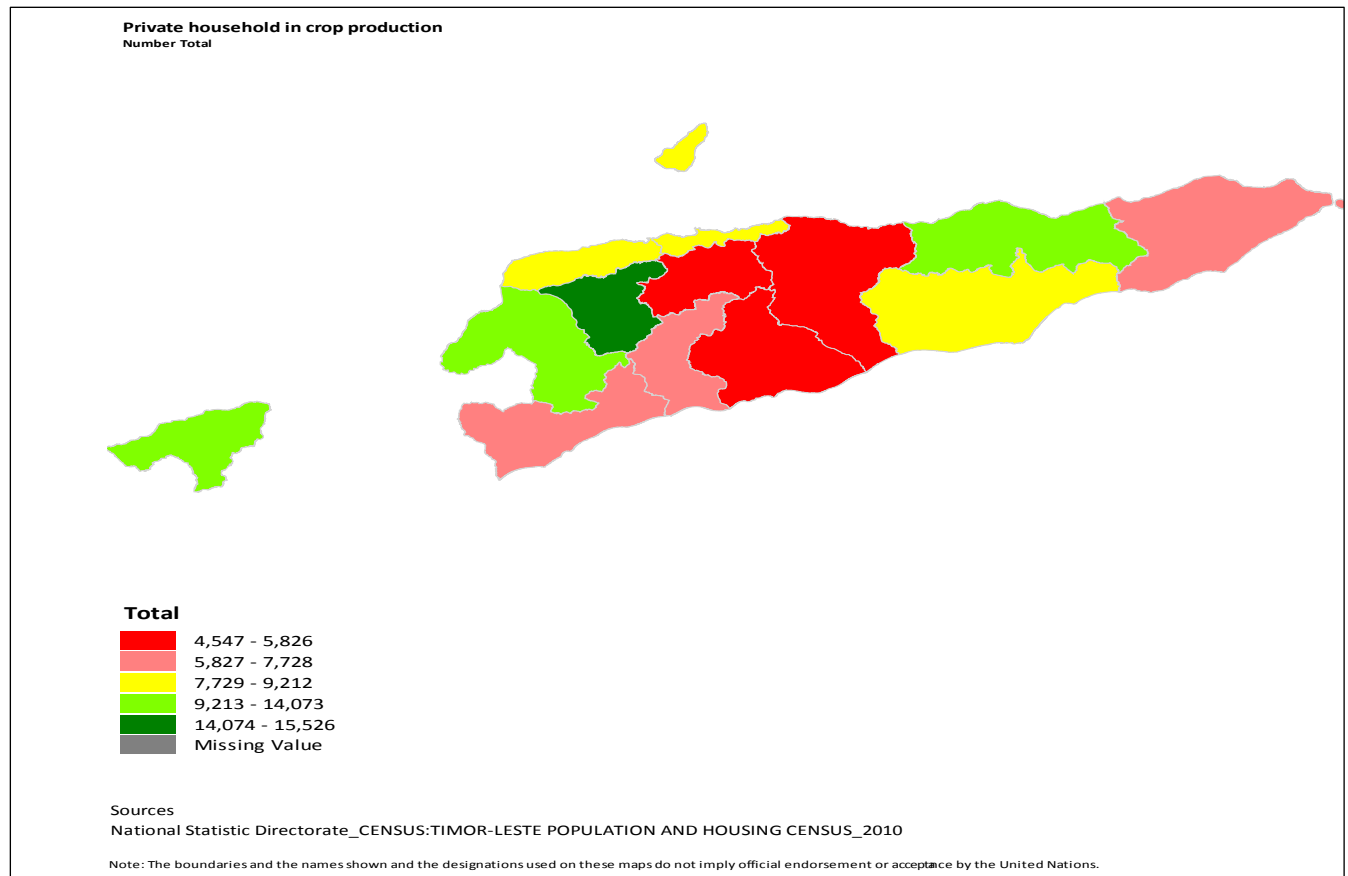 Private household in crop production
Number Total
Total
4,547 - 5,826
5,827 - 7,728
7,729 - 9,212
9,213 - 14,073
14,074 - 15,526
Missing Value
Sources
National Statistic Directorate_CENSUS:TIMOR-LESTE POPULATION AND HOUSING CENSUS_2010
Note: The boundaries and the names shown and the designations used on these maps do not imply official endorsement or acceptance by the United Nations.